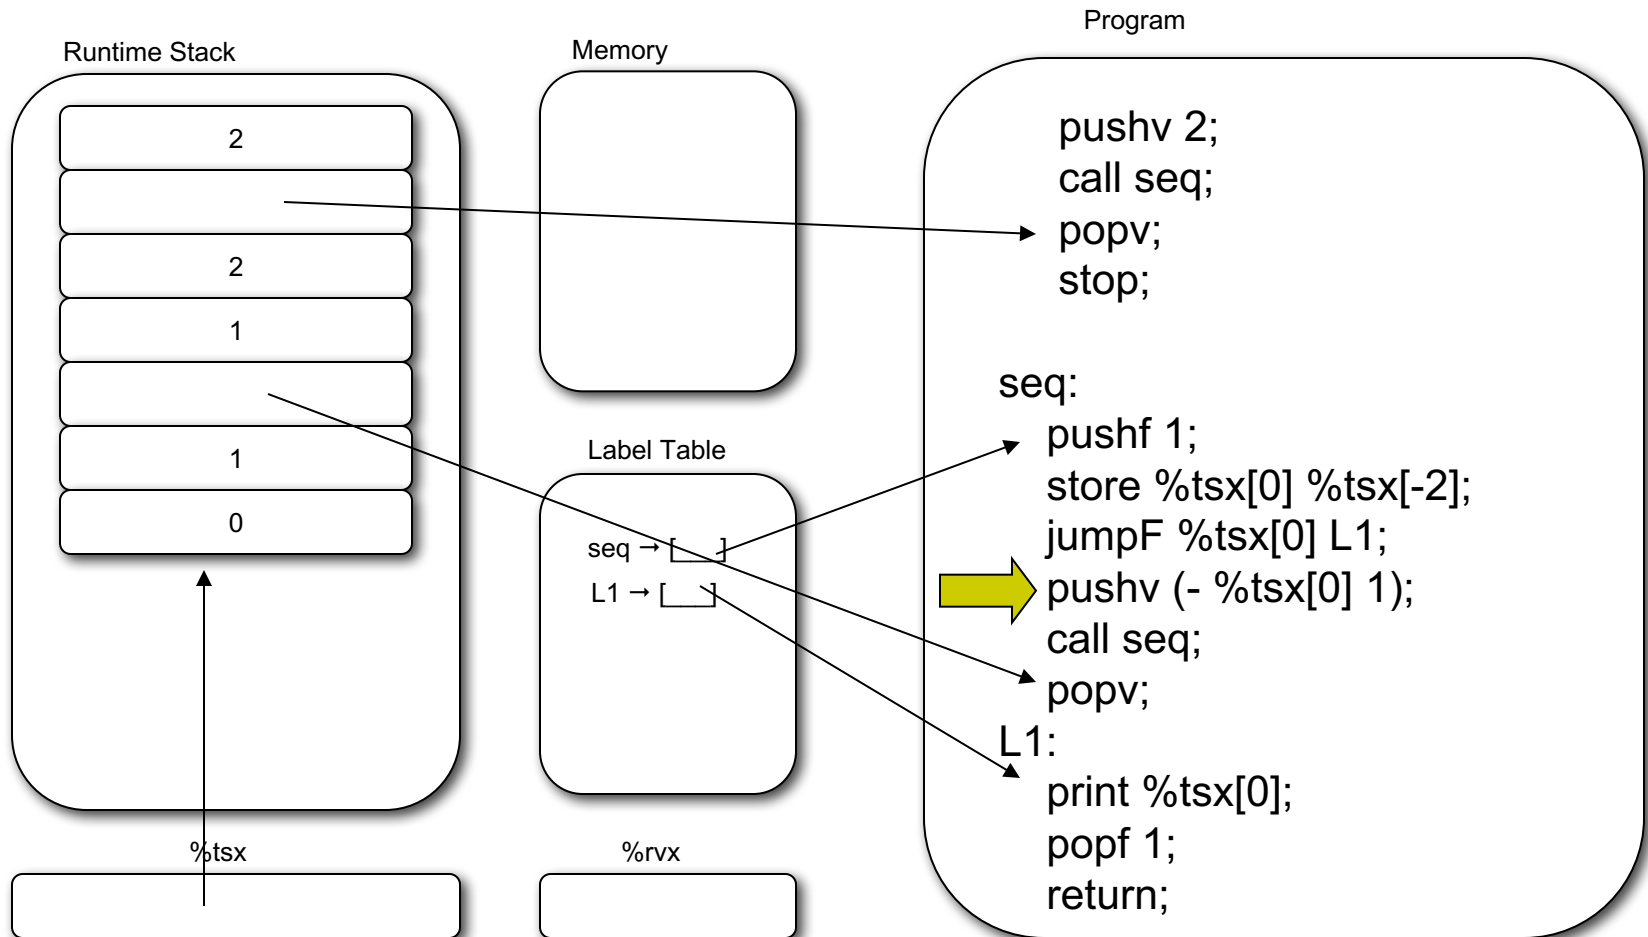 Program
Runtime Stack
Memory
2
2
1
1
0
Label Table
seq → [___]
L1 → [___]
%tsx
%rvx
pushv 2;
call seq;
popv;
stop;
seq:
pushf 1;
store %tsx[0] %tsx[-2];
jumpF %tsx[0] L1;
pushv (- %tsx[0] 1);
call seq;
popv;
L1:
print %tsx[0];
popf 1;
return;